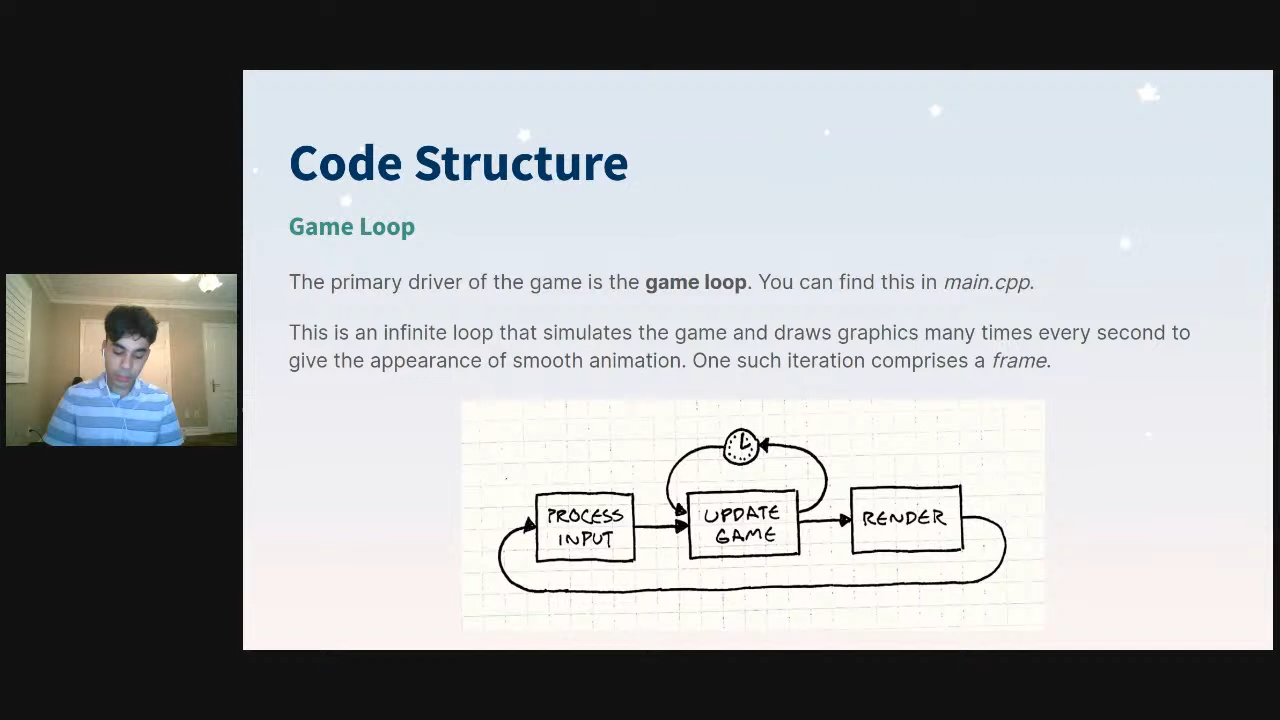 Code Structure
Game Loop
The primary driver of the game is the game loop. You can find this in main.cpp.
This is an infinite loop that simulates the game and draws graphics many times every second to
give the appearance of smooth animation. One such iteration comprises a frame.
PROCESS
INPUT
UPDATE
GAME
RENDER